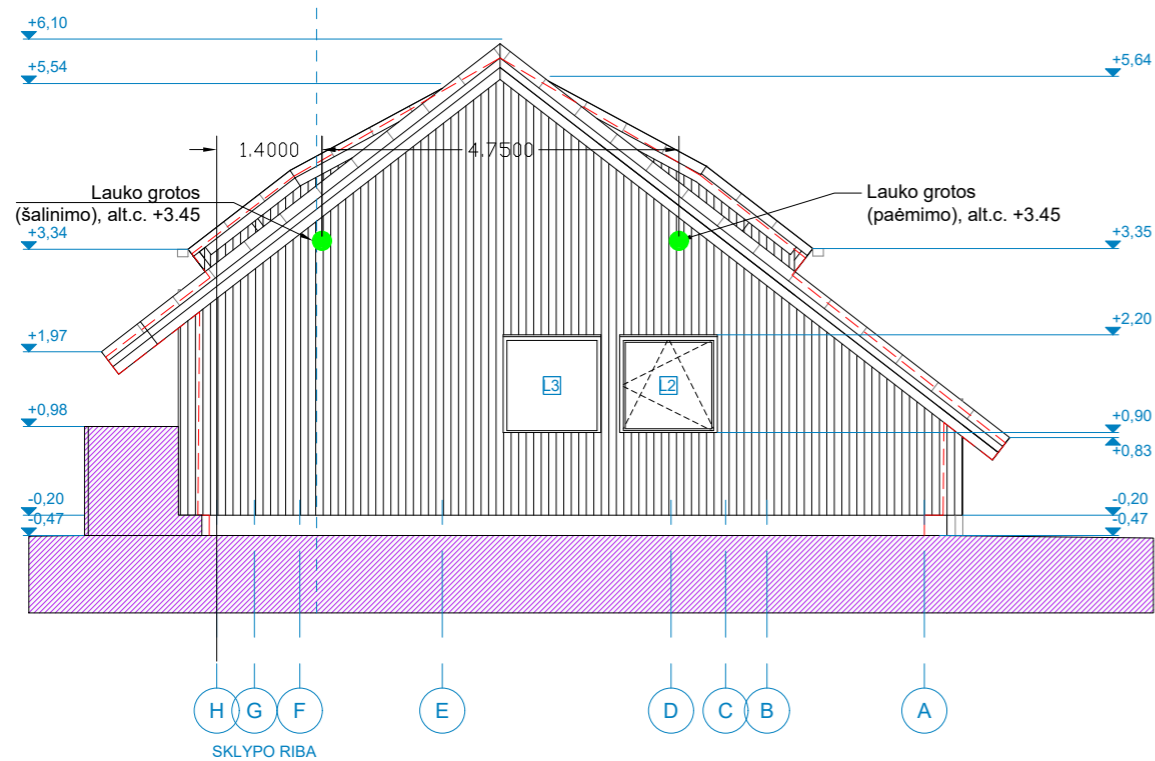 +6,10
+5,54
+5,64
1.4000
4.7500
Lauko grotos
(šalinimo), alt.c. +3.45
Lauko grotos
(paėmimo), alt.c. +3.45
+3,34
+3,35
+1,97
+2,20
L3
L2
+0,98
+0,90
+0,83
-0,20
-0,47
-0,20
-0,47
H
G
F
E
D
C
B
A
SKLYPO RIBA